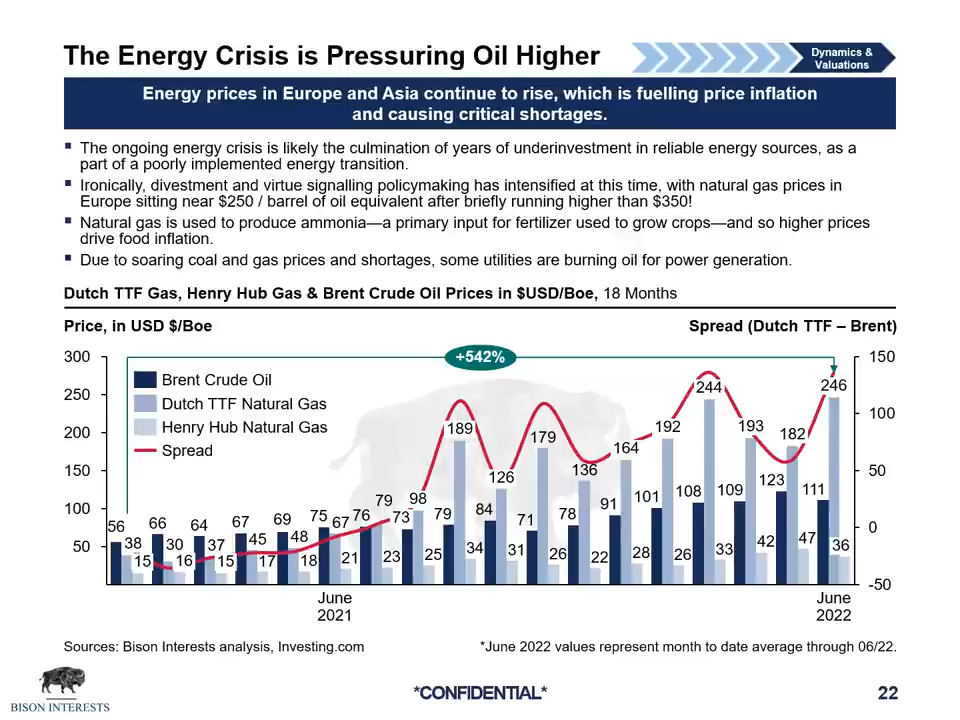 The Energy Crisis is Pressuring Oil Higher
Dynamics &
Valuations
Energy prices in Europe and Asia continue to rise, which is fuelling price inflation
and causing critical shortages.
▪ The ongoing energy crisis is likely the culmination of years of underinvestment in reliable energy sources, as a
part of a poorly implemented energy transition.
▪ Ironically, divestment and virtue signalling policymaking has intensified at this time, with natural gas prices in
Europe sitting near $250 / barrel of oil equivalent after briefly running higher than $350!
▪ Natural gas is used to produce ammonia—a primary input for fertilizer used to grow crops—and so higher prices
drive food inflation.
▪ Due to soaring coal and gas prices and shortages, some utilities are burning oil for power generation.
Dutch TTF Gas, Henry Hub Gas & Brent Crude Oil Prices in $USD/Boe, 18 Months
Price, in USD $/Boe
Spread (Dutch TTF – Brent)
300
250
200
150
100
50
+542%
Brent Crude Oil
Dutch TTF Natural Gas
Henry Hub Natural Gas
Spread
56 38 15
66 30 16
64 37 15
67 45 17
69 48 18
75 67 21
76 79 23
73 98 25
79 189 34
84 126 31
71 179 26
78 136 22
91 164 28
101 192 26
108 244 33
109 193 42
123 182 47
111 246 36
150
100
50
0
-50
June
2021
June
2022
Sources: Bison Interests analysis, Investing.com
*June 2022 values represent month to date average through 06/22.
BISON INTERESTS
*CONFIDENTIAL*
22